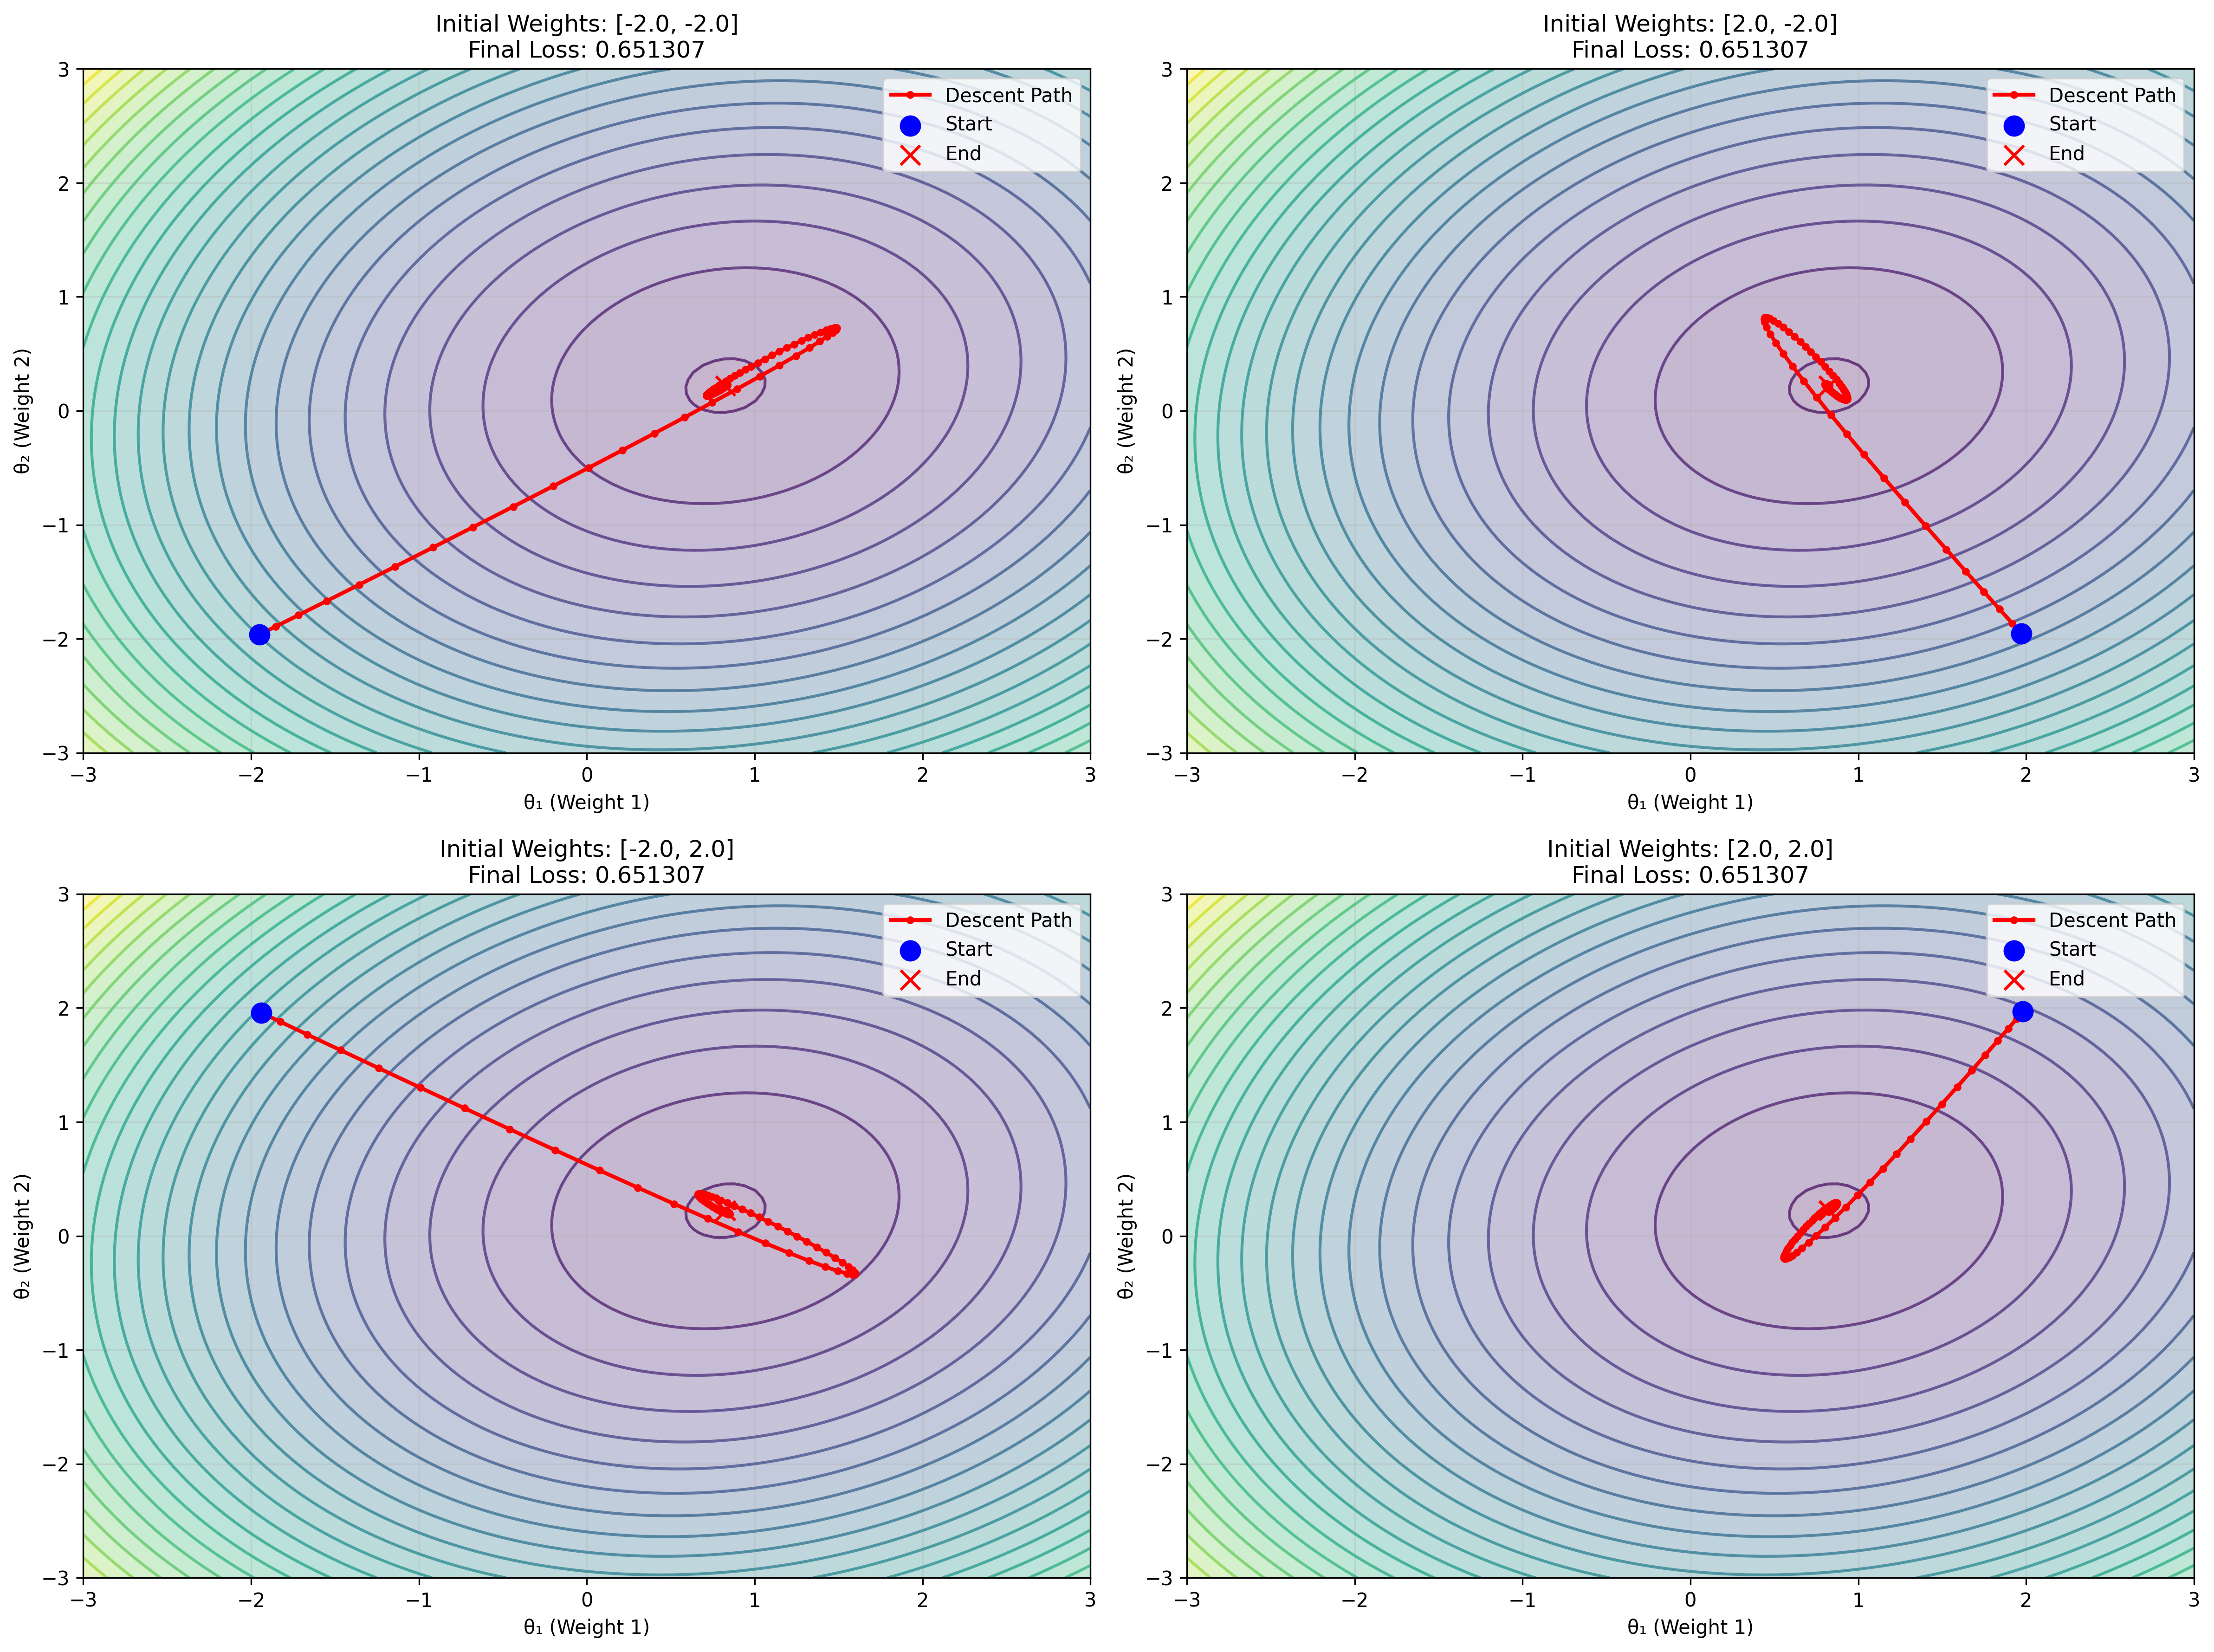 Initial Weights: [-2.0, -2.0]
Final Loss: 0.651307
Descent Path
Start
End
3
2
1
0
−1
−2
−3
θ₂ (Weight 2)
−3 −2 −1 0 1 2 3
θ₁ (Weight 1)
Initial Weights: [2.0, -2.0]
Final Loss: 0.651307
Descent Path
Start
End
3
2
1
0
−1
−2
−3
θ₂ (Weight 2)
−3 −2 −1 0 1 2 3
θ₁ (Weight 1)
Initial Weights: [-2.0, 2.0]
Final Loss: 0.651307
Descent Path
Start
End
3
2
1
0
−1
−2
−3
θ₂ (Weight 2)
−3 −2 −1 0 1 2 3
θ₁ (Weight 1)
Initial Weights: [2.0, 2.0]
Final Loss: 0.651307
Descent Path
Start
End
3
2
1
0
−1
−2
−3
θ₂ (Weight 2)
−3 −2 −1 0 1 2 3
θ₁ (Weight 1)